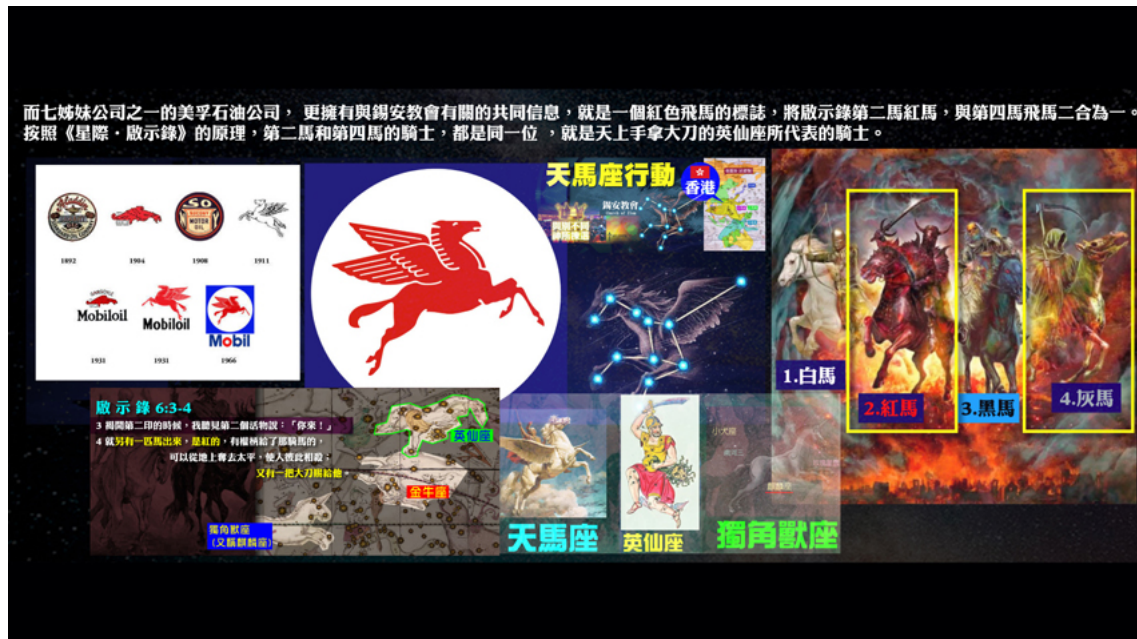 而七姊妹公司之一的美孚石油公司， 更擁有與錫安教會有關的共同信息，就是一個紅色飛馬的標誌，將啟示錄第二馬紅馬，與第四馬飛馬二合為一。
按照《星際．啟示錄》的原理，第二馬和第四馬的騎士，都是同一位 ，就是天上手拿大刀的英仙座所代表的騎士。
天馬座行動
香港
錫安教會
SO
MOTOR
OIL
1892
1904
1908
1911
Mobiloil
Mobiloil
Mobil
1931
1931
1966
1.白馬
2.紅馬
3.黑馬
4.灰馬
啟 示 錄 6:3-4
3 揭開第二印的時候，我聽見第二個活物說：「你來！」
4 就另有一匹馬出來，是紅的，有權柄給了那騎馬的，
可以從地上奪去太平，使人彼此相殺；
又有一把大刀賜給他。
英仙座
金牛座
獨角獸座
(又稱麒麟座)
天馬座
英仙座
小犬座
獨角獸座